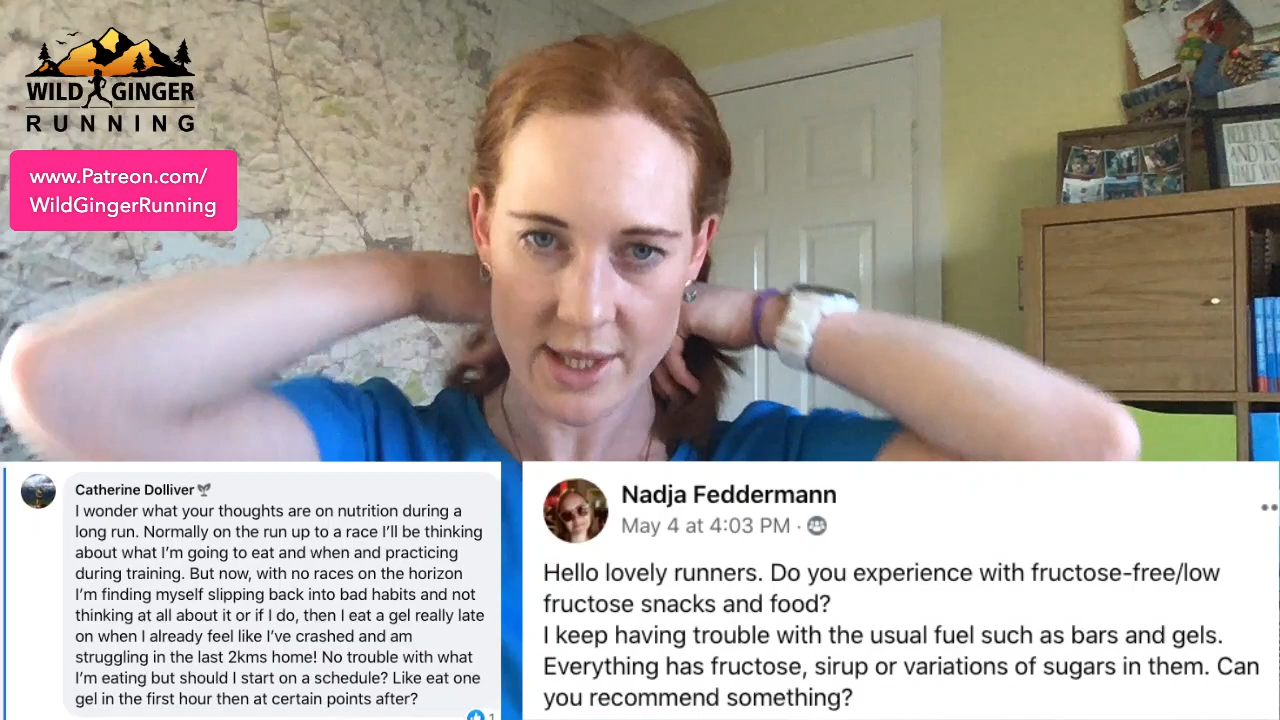 WILD GINGER
RUNNING
www.Patreon.com/
WildGingerRunning
BELIEVE
AND YO
HALF W
Catherine Dolliver
I wonder what your thoughts are on nutrition during a
long run. Normally on the run up to a race I'll be thinking
about what I'm going to eat and when and practicing
during training. But now, with no races on the horizon
I'm finding myself slipping back into bad habits and not
thinking at all about it or if I do, then I eat a gel really late
on when I already feel like I've crashed and am
struggling in the last 2kms home! No trouble with what
I'm eating but should I start on a schedule? Like eat one
gel in the first hour then at certain points after?
1
Nadja Feddermann
May 4 at 4:03 PM ·
Hello lovely runners. Do you experience with fructose-free/low
fructose snacks and food?
I keep having trouble with the usual fuel such as bars and gels.
Everything has fructose, sirup or variations of sugars in them. Can
you recommend something?